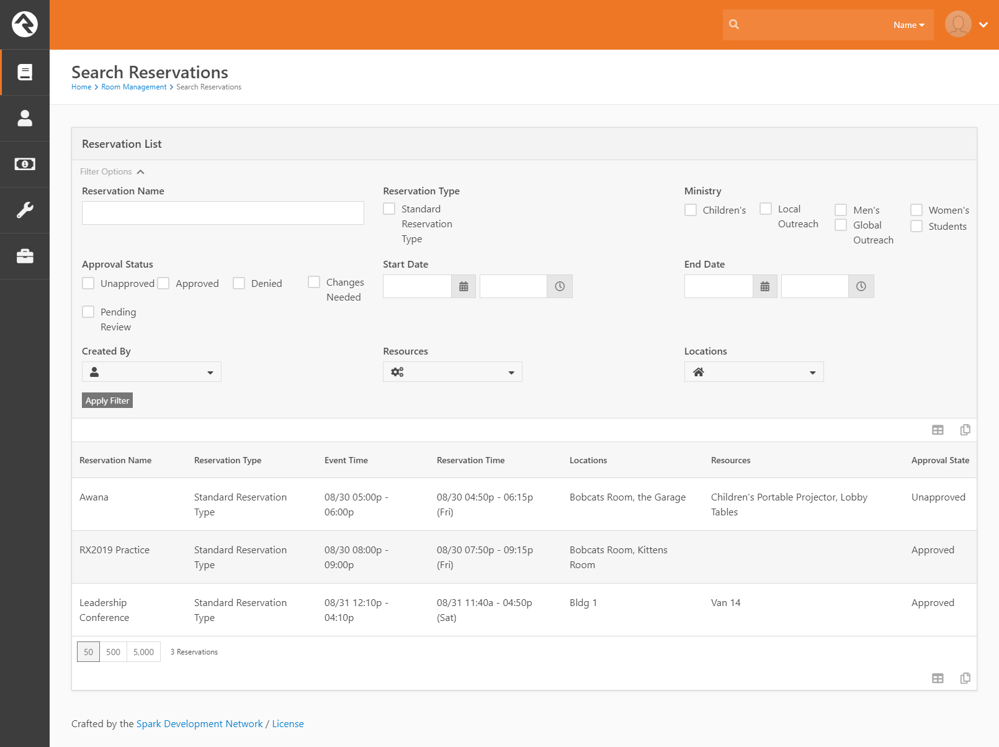 Name
Search Reservations
Home > Room Management > Search Reservations
Reservation List
Filter Options
Reservation Name
Reservation Type
Standard
Reservation
Type
Ministry
Children's
Local
Outreach
Men's
Women's
Global
Outreach
Students
Approval Status
Unapproved
Approved
Denied
Changes
Needed
Pending
Review
Start Date
End Date
Created By
Resources
Locations
Apply Filter
Reservation Name Reservation Type Event Time Reservation Time Locations Resources Approval State
Awana Standard Reservation 08/30 05:00p - 08/30 04:50p - 06:15p Bobcats Room, the Garage Children's Portable Projector, Lobby Unapproved
Type 06:00p (Fri) Tables
RX2019 Practice Standard Reservation 08/30 08:00p - 08/30 07:50p - 09:15p Bobcats Room, Kittens Approved
Type 09:00p (Fri) Room
Leadership Standard Reservation 08/31 12:10p - 08/31 11:40a - 04:50p Bldg 1 Van 14 Approved
Conference Type 04:10p (Sat)
50 500 5,000 3 Reservations
Crafted by the Spark Development Network / License